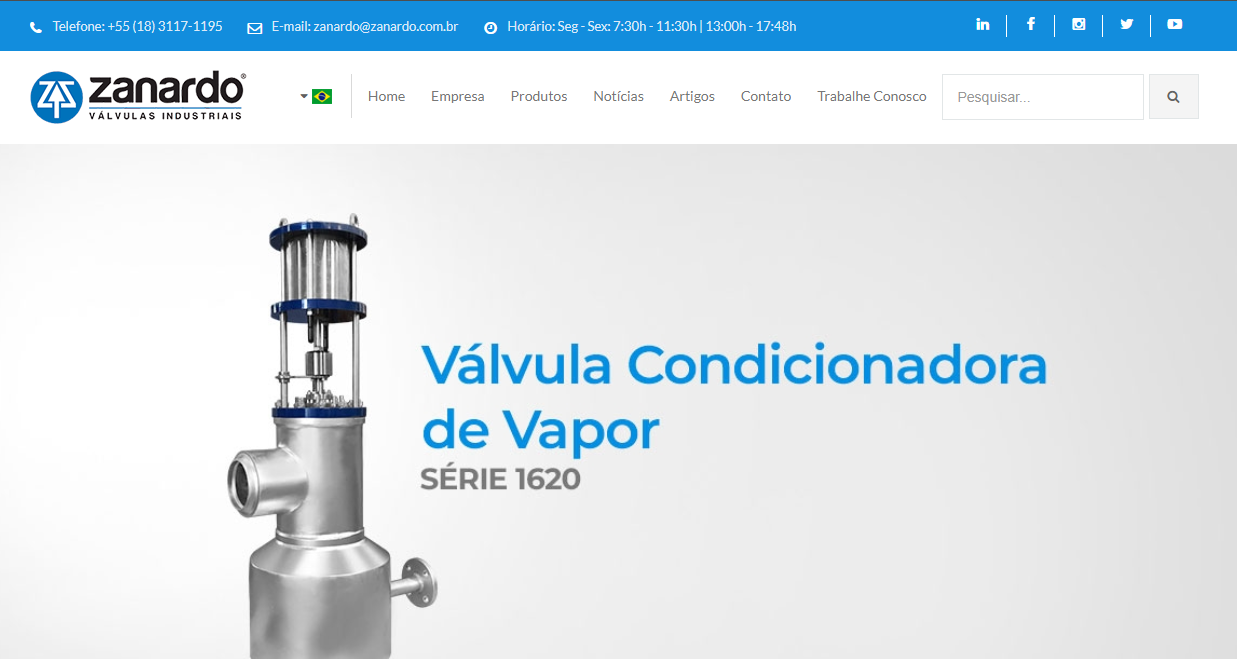 Telefone: +55 (18) 3117-1195 E-mail: zanardo@zanardo.com.br Horário: Seg - Sex: 7:30h - 11:30h | 13:00h - 17:48h
zanardo®
VÁLVULAS INDUSTRIAIS
Home Empresa Produtos Notícias Artigos Contato Trabalhe Conosco Pesquisar...
Válvula Condicionadora
de Vapor
SÉRIE 1620